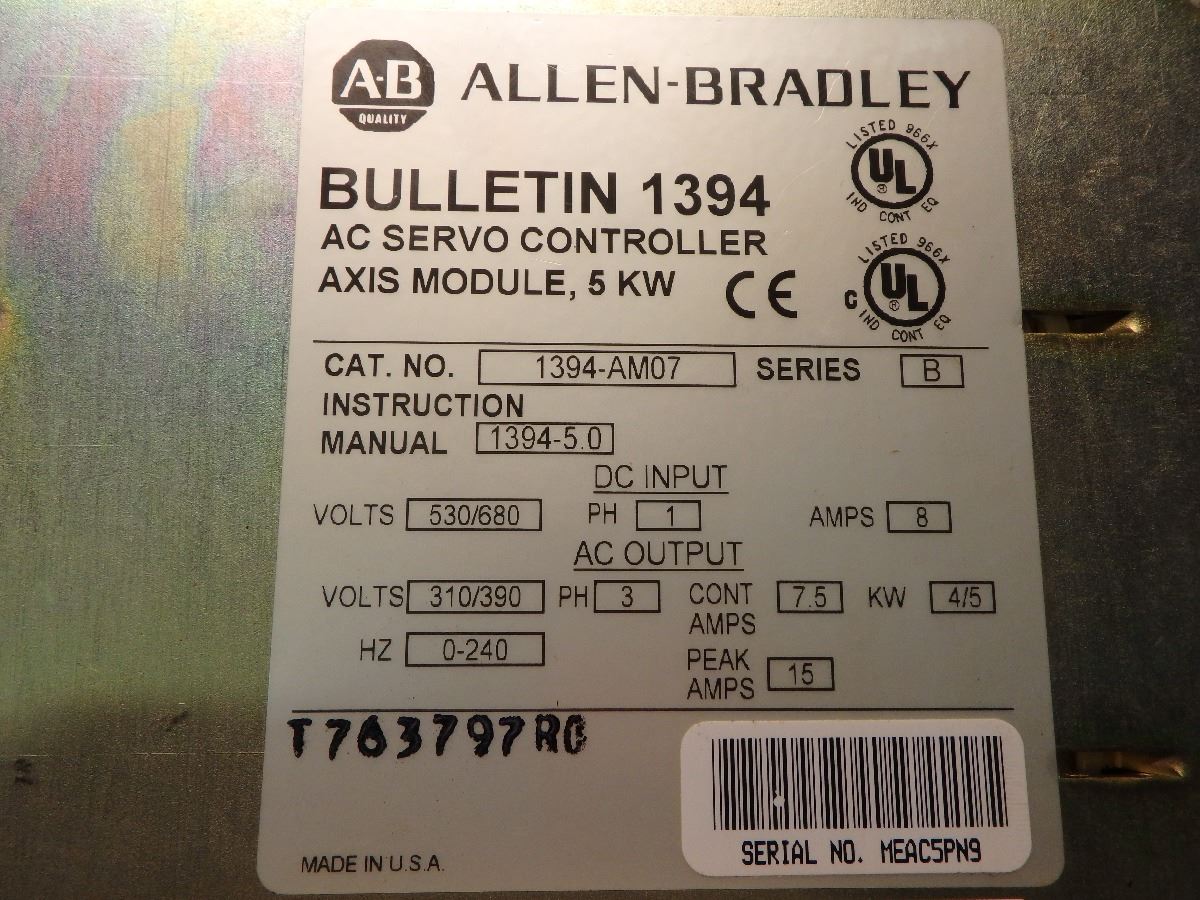 A-B QUALITY ALLEN-BRADLEY
LISTED 966X
UL ®
IND CONT EQ
BULLETIN 1394
AC SERVO CONTROLLER
AXIS MODULE, 5 KW CE
LISTED 966X
C UL ®
IND CONT EQ
CAT. NO. 1394-AM07 SERIES B
INSTRUCTION
MANUAL 1394-5.0
DC INPUT
VOLTS 530/680 PH 1 AMPS 8
AC OUTPUT
VOLTS 310/390 PH 3 CONT AMPS 7.5 KW 4/5
HZ 0-240 PEAK AMPS 15
MADE IN U.S.A.
SERIAL NO. MEAC5PN9